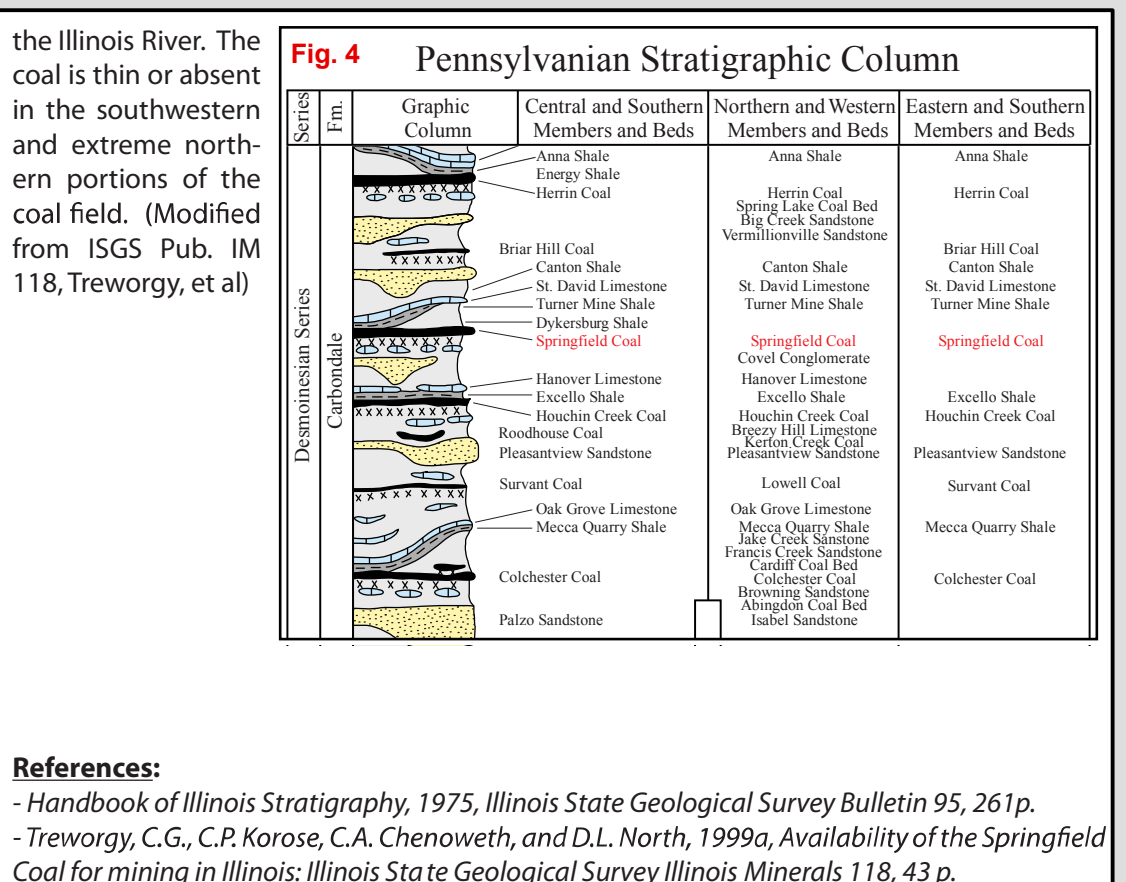 the Illinois River. The
coal is thin or absent
in the southwestern
and extreme north-
ern portions of the
coal field. (Modified
from ISGS Pub. IM
118, Treworgy, et al)
Fig. 4
Pennsylvanian Stratigraphic Column
Series
Fm.
Graphic
Column
Central and Southern
Members and Beds
Northern and Western
Members and Beds
Eastern and Southern
Members and Beds
Desmoinesian Series
Carbondale
Anna Shale
Energy Shale
Herrin Coal
Briar Hill Coal
Canton Shale
St. David Limestone
Turner Mine Shale
Dykersburg Shale
Springfield Coal
Hanover Limestone
Excello Shale
Houchin Creek Coal
Roodhouse Coal
Pleasantview Sandstone
Survant Coal
Oak Grove Limestone
Mecca Quarry Shale
Colchester Coal
Palzo Sandstone
Anna Shale
Herrin Coal
Spring Lake Coal Bed
Big Creek Sandstone
Vermillionville Sandstone
Canton Shale
St. David Limestone
Turner Mine Shale
Springfield Coal
Covel Conglomerate
Hanover Limestone
Excello Shale
Houchin Creek Coal
Breezy Hill Limestone
Kerton Creek Coal
Pleasantview Sandstone
Lowell Coal
Oak Grove Limestone
Mecca Quarry Shale
Jake Creek Sanstone
Francis Creek Sandstone
Cardiff Coal Bed
Colchester Coal
Browning Sandstone
Abingdon Coal Bed
Isabel Sandstone
Anna Shale
Herrin Coal
Briar Hill Coal
Canton Shale
St. David Limestone
Turner Mine Shale
Springfield Coal
Excello Shale
Houchin Creek Coal
Pleasantview Sandstone
Survant Coal
Mecca Quarry Shale
Colchester Coal
References:
- Handbook of Illinois Stratigraphy, 1975, Illinois State Geological Survey Bulletin 95, 261p.
- Treworgy, C.G., C.P. Korose, C.A. Chenoweth, and D.L. North, 1999a, Availability of the Springfield
Coal for mining in Illinois: Illinois State Geological Survey Illinois Minerals 118, 43 p.